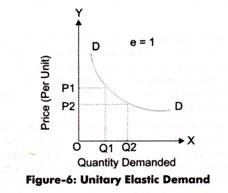 Y
D
e = 1
Price (Per Unit)
P1
P2
D
O
Q1
Q2
X
Quantity Demanded
Figure-6: Unitary Elastic Demand